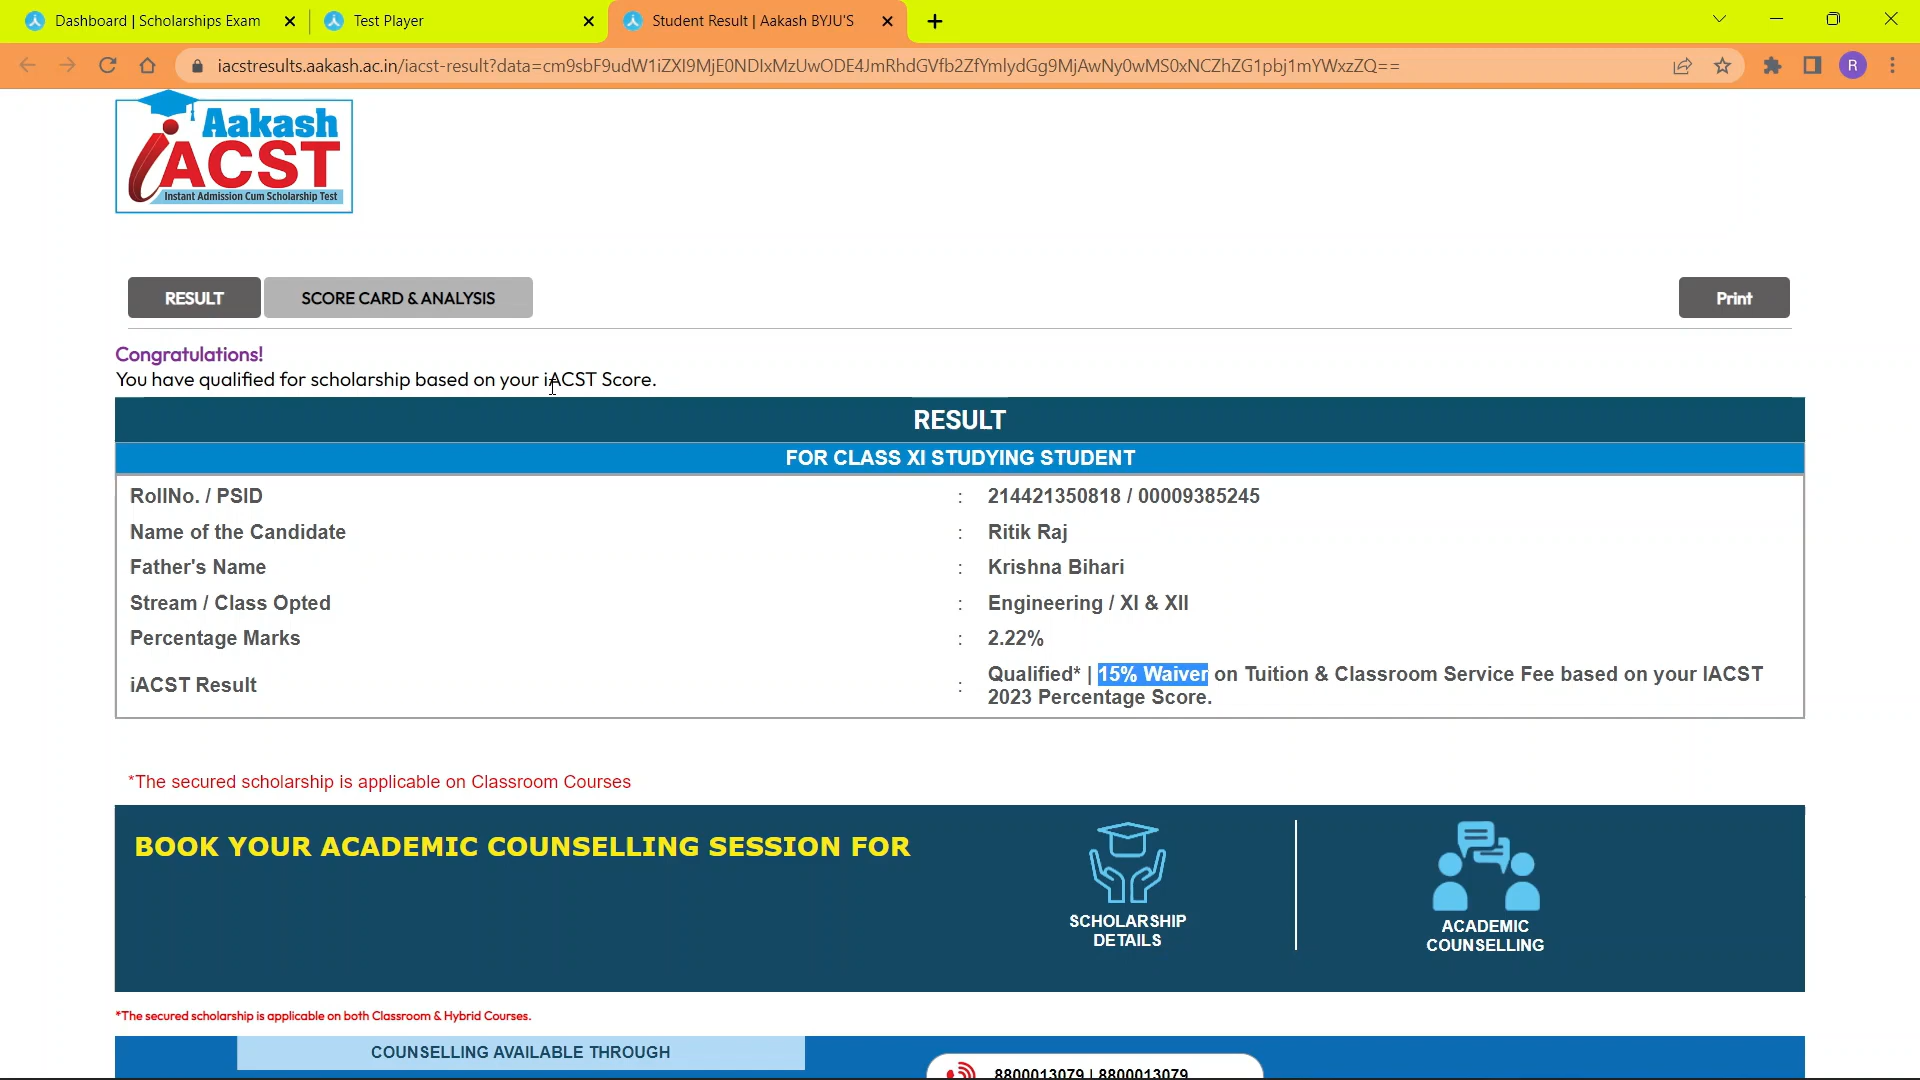 Dashboard | Scholarships Exam
Test Player
Student Result | Aakash BYJU'S
iacstresults.aakash.ac.in/iacst-result?data=cm9sbF9udW1iZXI9MjE0NDIxMzUwODE4JmRhdGVfb2ZfYmlydGg9MjAwNy0wMS0xNCZhZG1pbj1mYWxzZQ==
R
Aakash
iACST
Instant Admission Cum Scholarship Test
RESULT
SCORE CARD & ANALYSIS
Print
Congratulations!
You have qualified for scholarship based on your iACST Score.
RESULT
FOR CLASS XI STUDYING STUDENT
RollNo. / PSID : 214421350818 / 00009385245
Name of the Candidate : Ritik Raj
Father's Name : Krishna Bihari
Stream / Class Opted : Engineering / XI & XII
Percentage Marks : 2.22%
iACST Result : Qualified* | 15% Waiver on Tuition & Classroom Service Fee based on your IACST
2023 Percentage Score.
*The secured scholarship is applicable on Classroom Courses
BOOK YOUR ACADEMIC COUNSELLING SESSION FOR
SCHOLARSHIP
DETAILS
ACADEMIC
COUNSELLING
*The secured scholarship is applicable on both Classroom & Hybrid Courses.
COUNSELLING AVAILABLE THROUGH
8800013079 | 8800013079